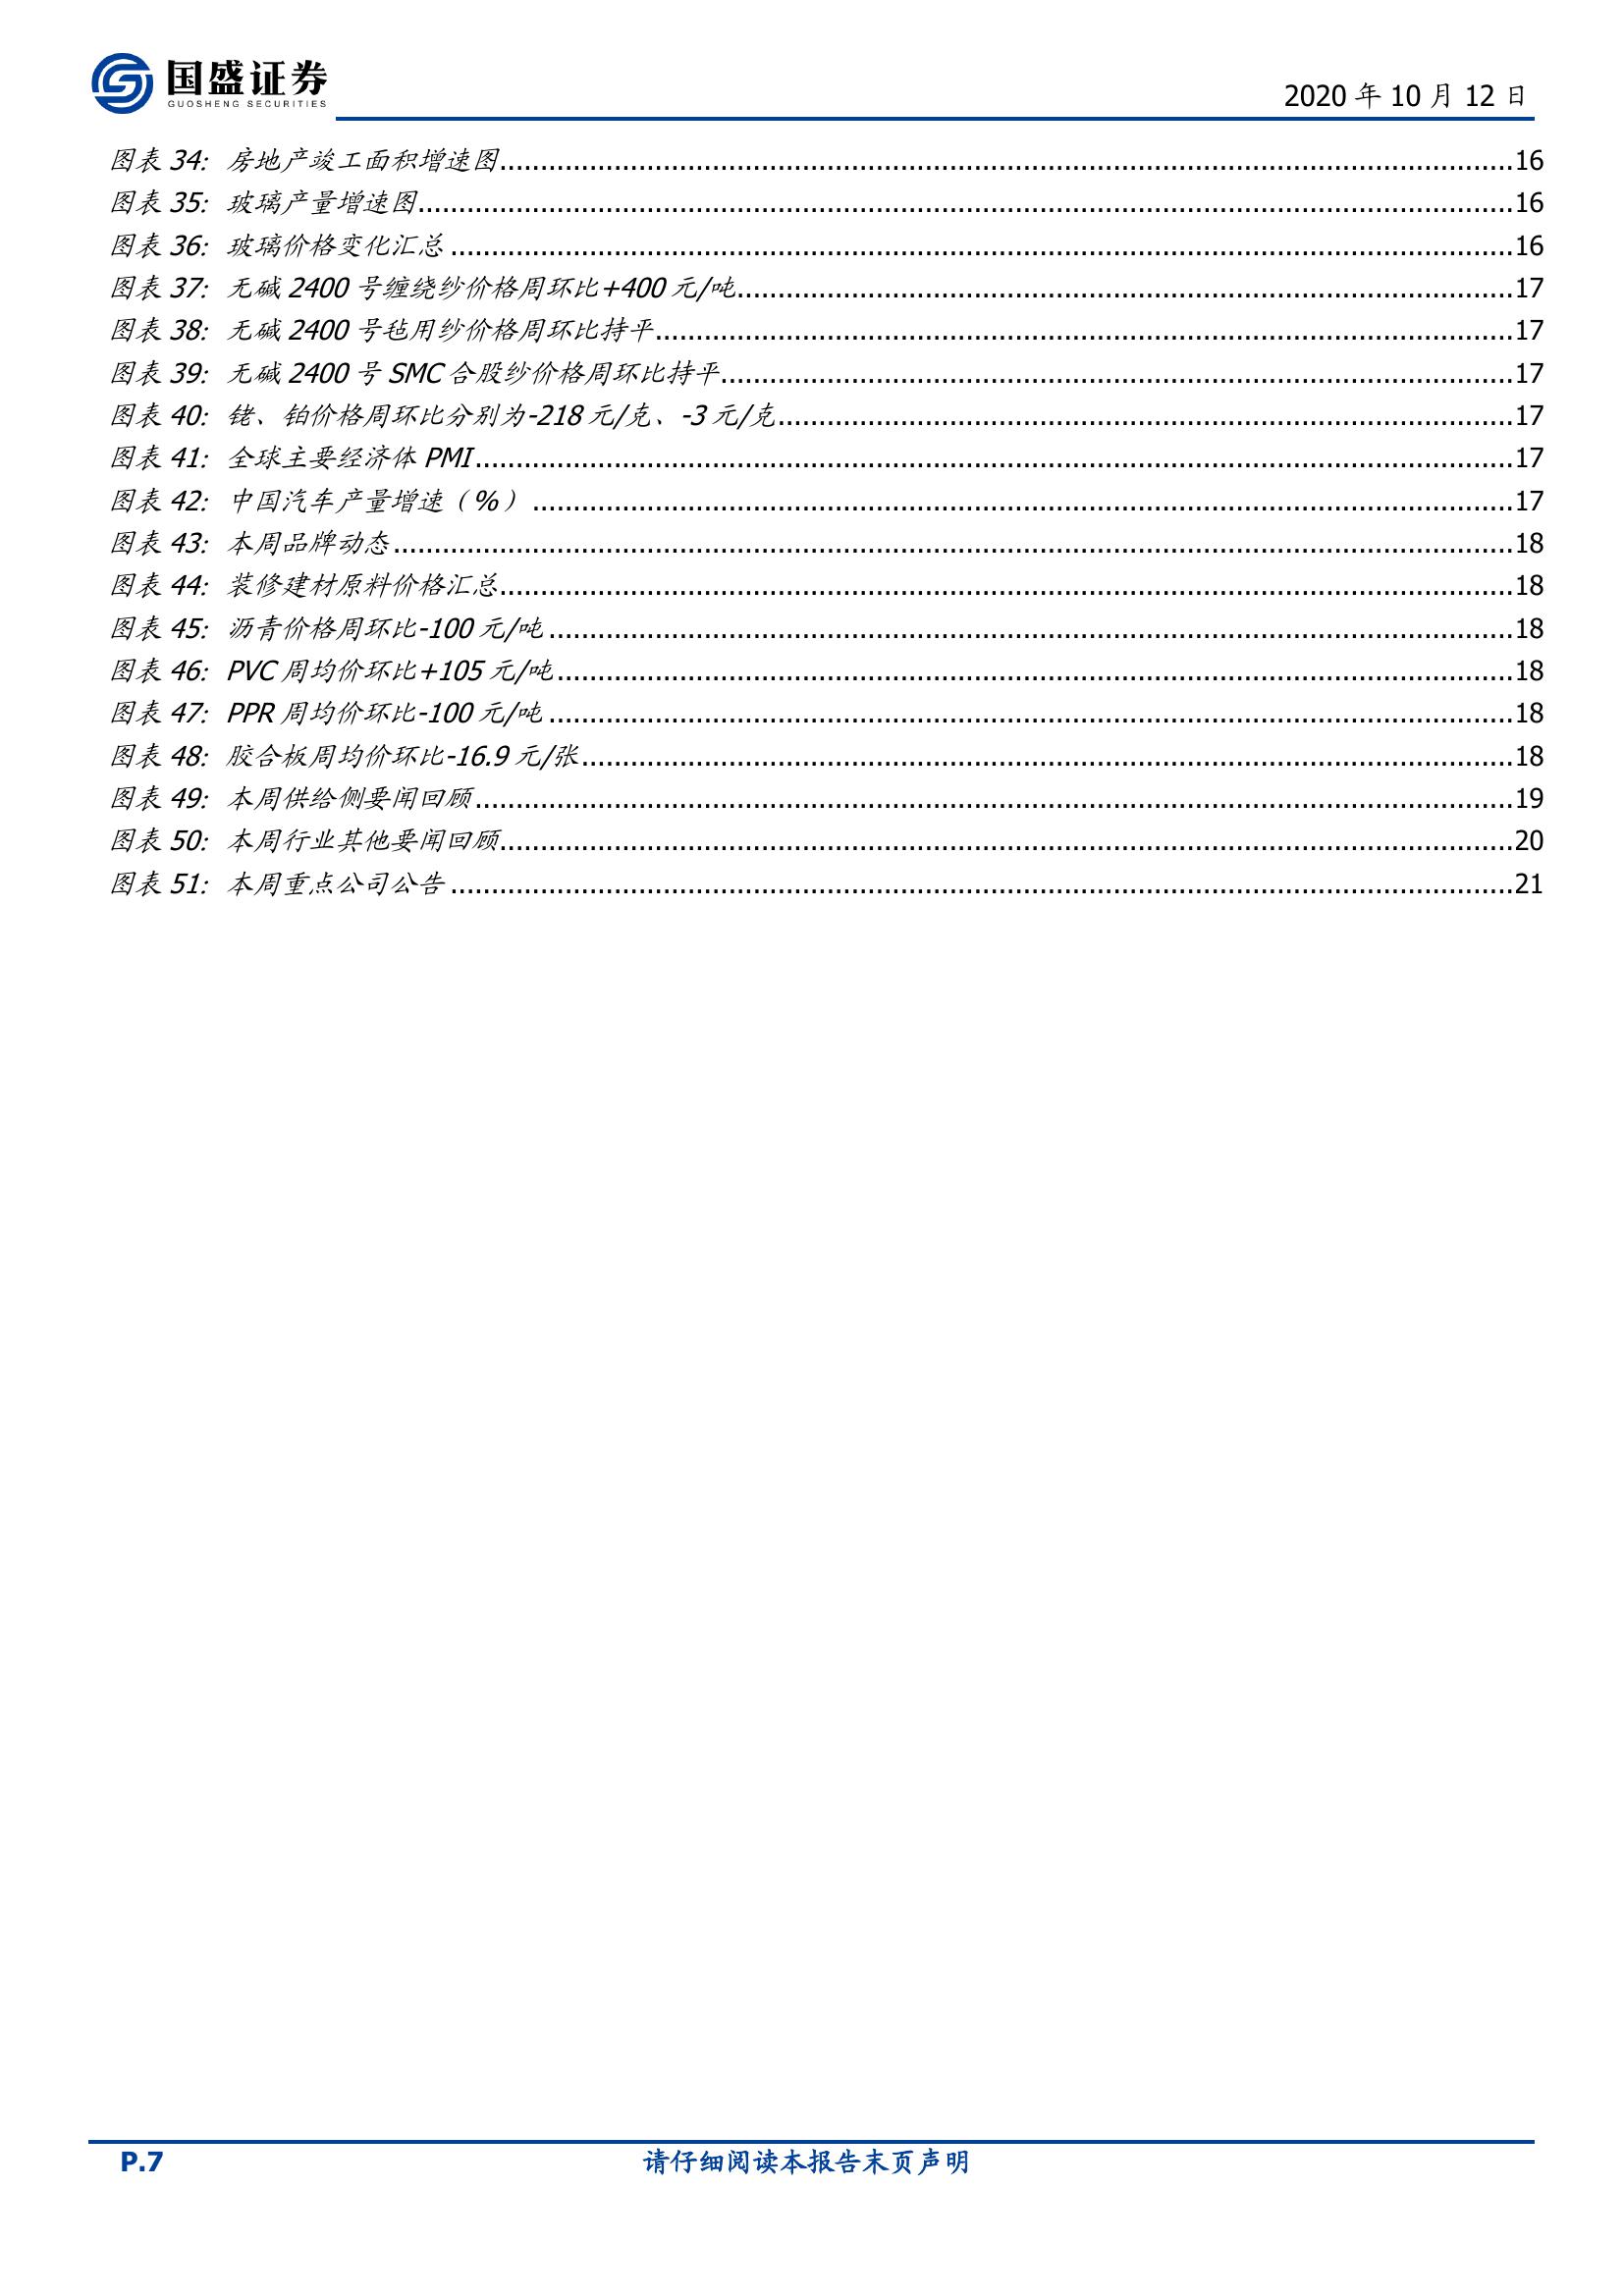 国盛证券
GUOSHENG SECURITIES
2020 年 10 月 12 日
图表 34: 房地产竣工面积增速图........16
图表 35: 玻璃产量增速图........16
图表 36: 玻璃价格变化汇总........16
图表 37: 无碱 2400 号缠绕纱价格周环比+400 元/吨........17
图表 38: 无碱 2400 号毡用纱价格周环比持平........17
图表 39: 无碱 2400 号 SMC 合股纱价格周环比持平........17
图表 40: 铑、铂价格周环比分别为-218 元/克、-3 元/克........17
图表 41: 全球主要经济体 PMI........17
图表 42: 中国汽车产量增速（%）........17
图表 43: 本周品牌动态........18
图表 44: 装修建材原料价格汇总........18
图表 45: 沥青价格周环比-100 元/吨........18
图表 46: PVC 周均价环比+105 元/吨........18
图表 47: PPR 周均价环比-100 元/吨........18
图表 48: 胶合板周均价环比-16.9 元/张........18
图表 49: 本周供给侧要闻回顾........19
图表 50: 本周行业其他要闻回顾........20
图表 51: 本周重点公司公告........21
P.7
请仔细阅读本报告末页声明